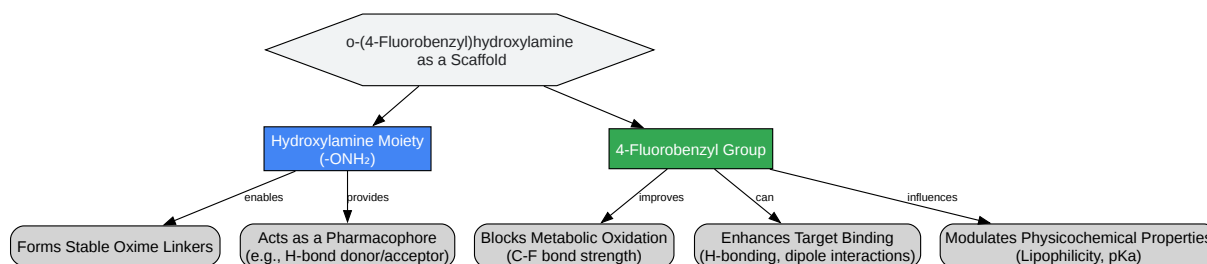 o-(4-Fluorobenzyl)hydroxylamine
as a Scaffold
Hydroxylamine Moiety
(-ONH₂)
4-Fluorobenzyl Group
enables
provides
improves
can
influences
Forms Stable Oxime Linkers
Acts as a Pharmacophore
(e.g., H-bond donor/acceptor)
Blocks Metabolic Oxidation
(C-F bond strength)
Enhances Target Binding
(H-bonding, dipole interactions)
Modulates Physicochemical Properties
(Lipophilicity, pKa)